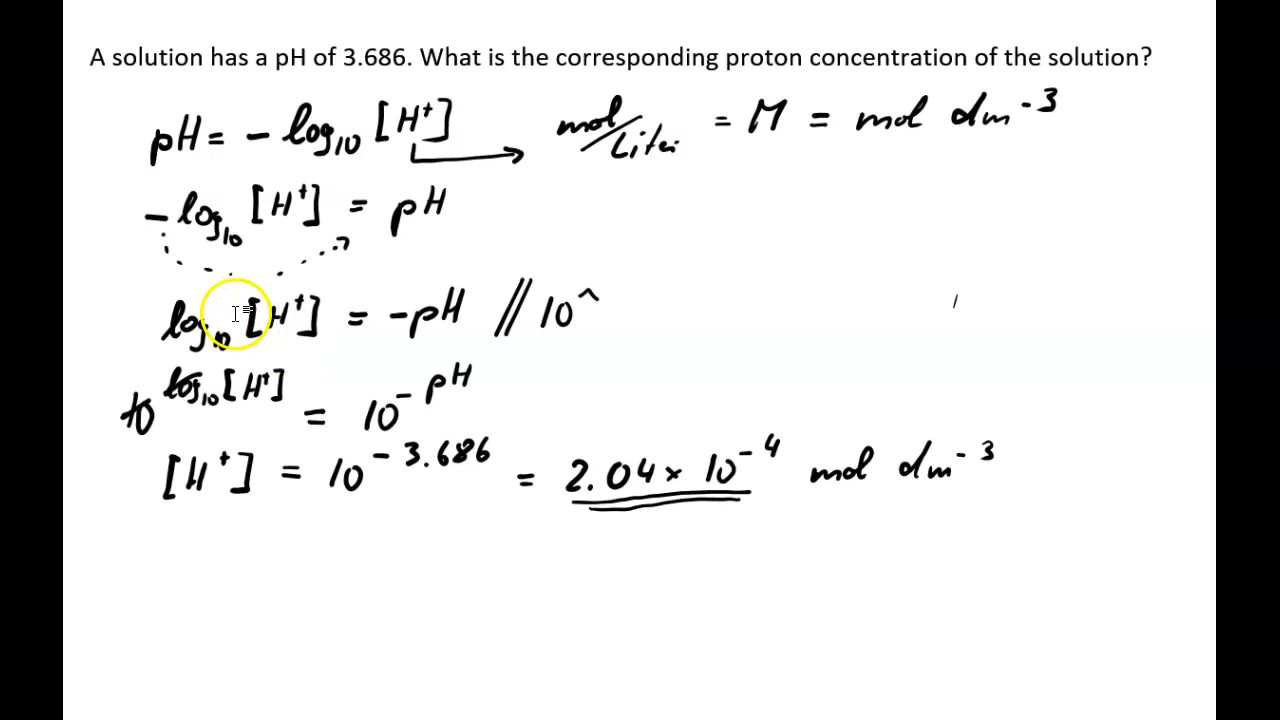 A solution has a pH of 3.686. What is the corresponding proton concentration of the solution?
pH = - log₁₀ [H⁺] mol/Liter = M = mol dm⁻³
- log₁₀ [H⁺] = pH
log₁₀ [H⁺] = -pH // 10^
10^log₁₀[H⁺] = 10^-pH
[H⁺] = 10^-3.686 = 2.04 × 10⁻⁴ mol dm⁻³